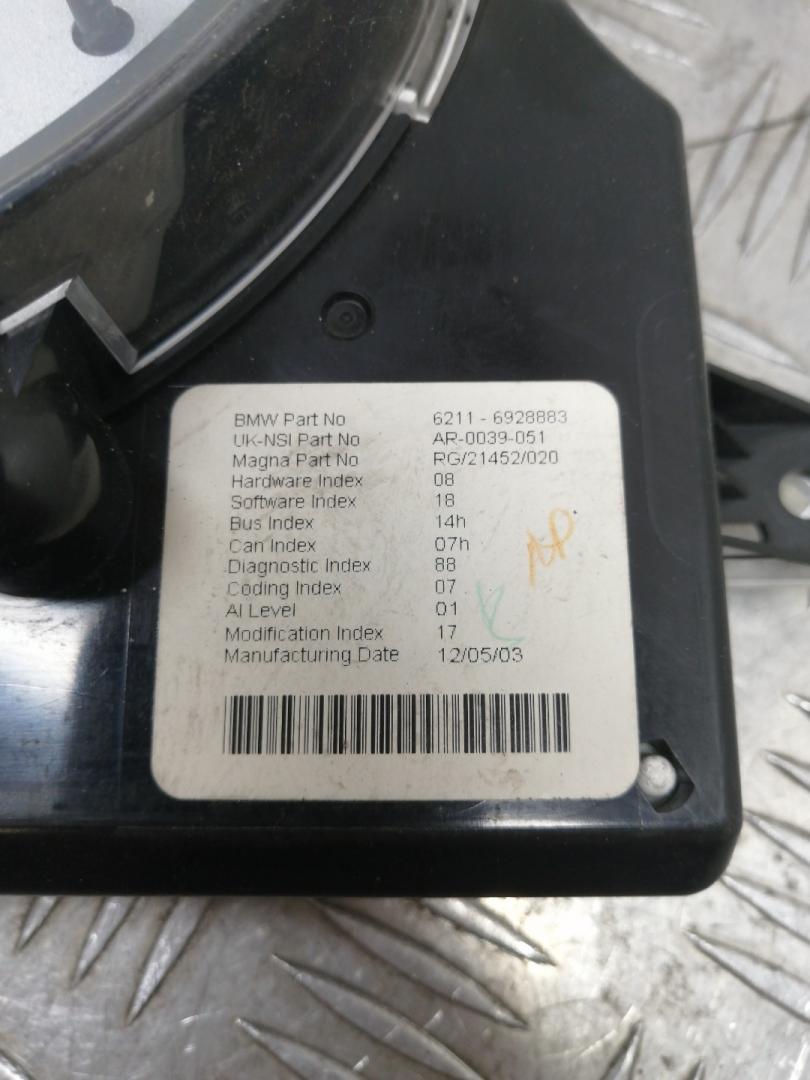 BMW Part No 6211 - 6928883
UK-NSI Part No AR-0039-051
Magna Part No RG/21452/020
Hardware Index 08
Software Index 18
Bus Index 14h
Can Index 07h
Diagnostic Index 88
Coding Index 07
AI Level 01
Modification Index 17
Manufacturing Date 12/05/03